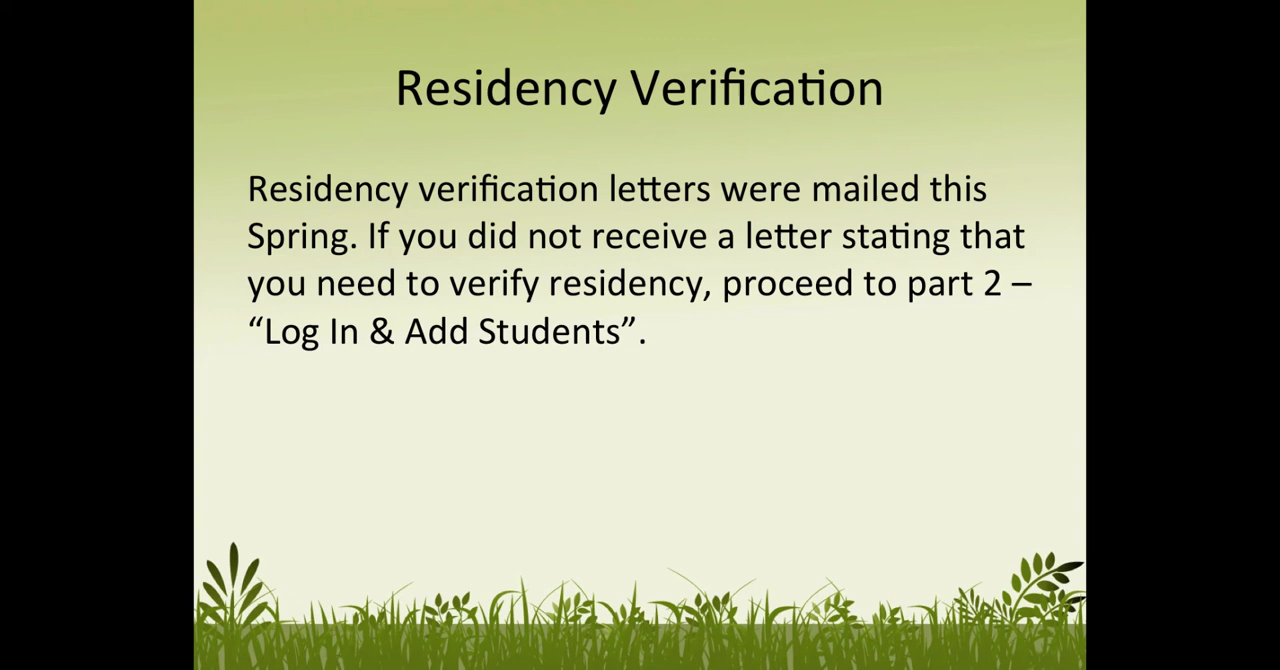 Residency Verification
Residency verification letters were mailed this
Spring. If you did not receive a letter stating that
you need to verify residency, proceed to part 2 –
“Log In & Add Students”.